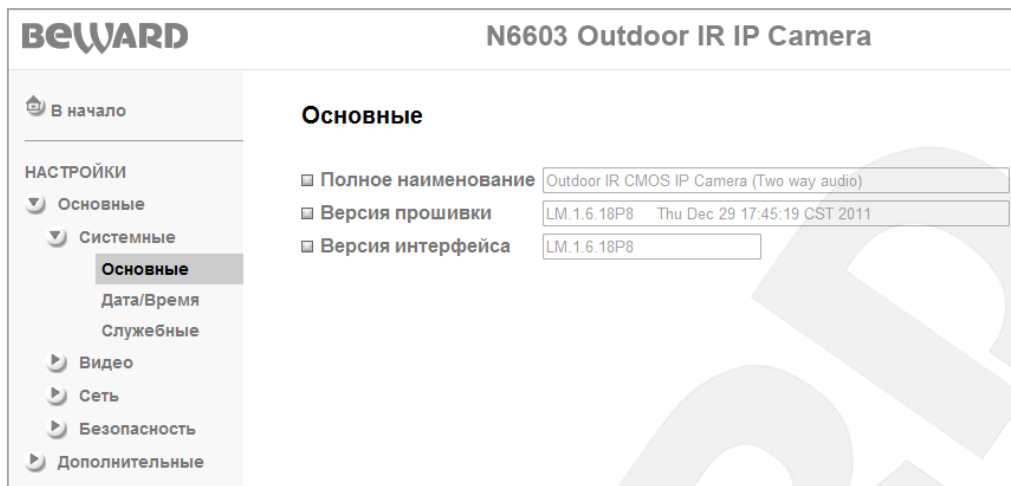 BEWARD
N6603 Outdoor IR IP Camera
В начало
НАСТРОЙКИ
Основные
Системные
Основные
Дата/Время
Служебные
Видео
Сеть
Безопасность
Дополнительные
Основные
Полное наименование Outdoor IR CMOS IP Camera (Two way audio)
Версия прошивки LM.1.6.18P8 Thu Dec 29 17:45:19 CST 2011
Версия интерфейса LM.1.6.18P8